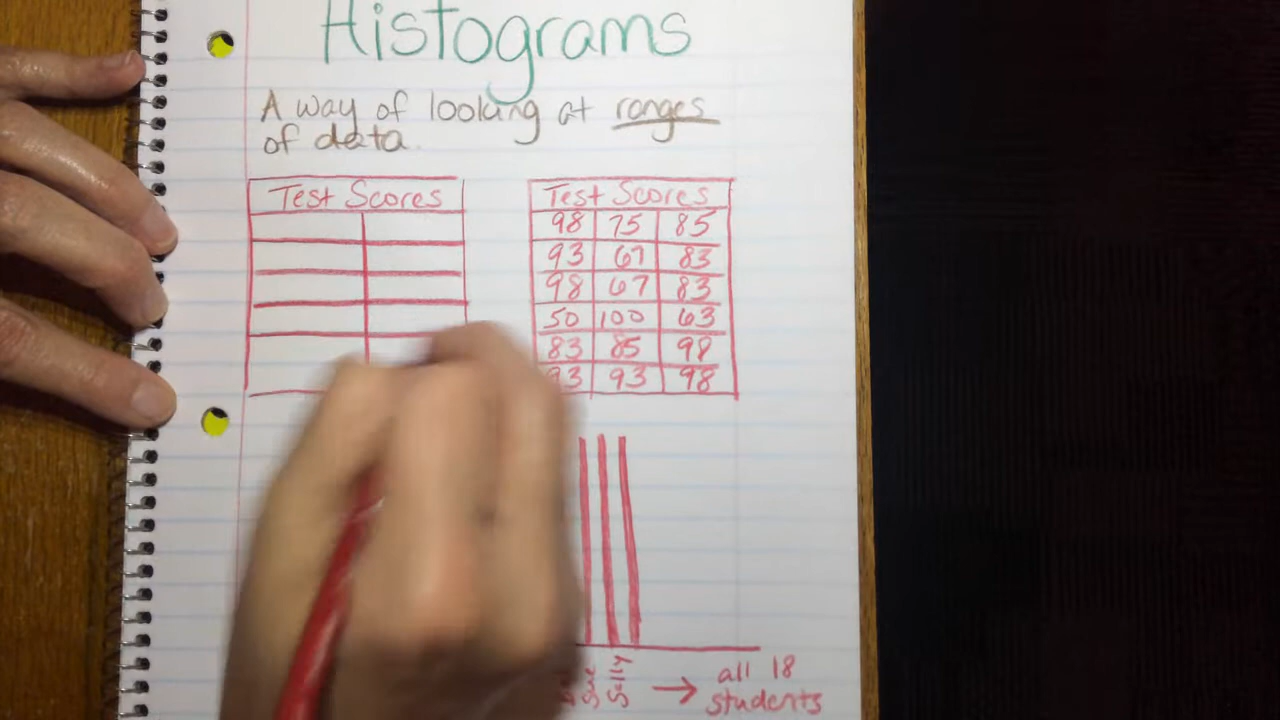 Histograms
A way of looking at ranges
of data.
Test Scores
Test Scores
98 75 85
93 67 83
98 67 83
50 100 63
83 85 98
93 93 98
Sue
Sally
→ all 18
students